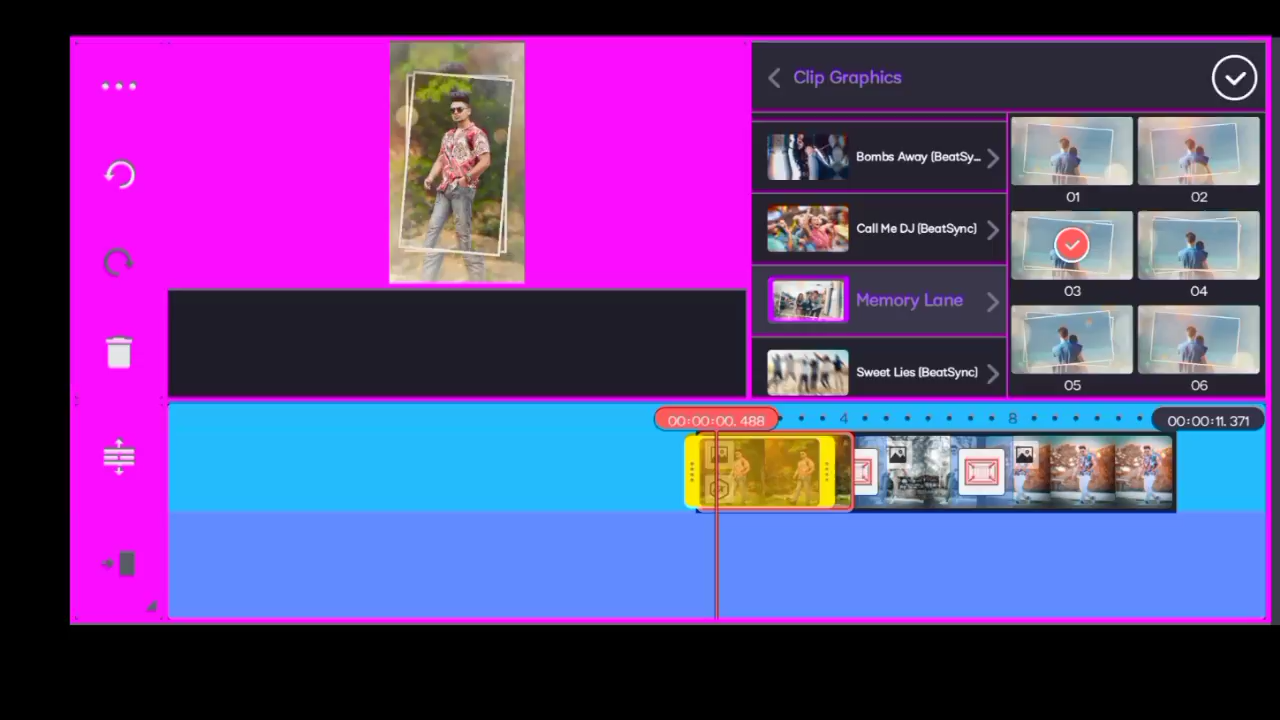 Clip Graphics
Bombs Away (BeatSy...
Call Me DJ (BeatSync)
Memory Lane
Sweet Lies (BeatSync)
01
02
03
04
05
06
00:00:00. 488
4
8
00:00:11. 371